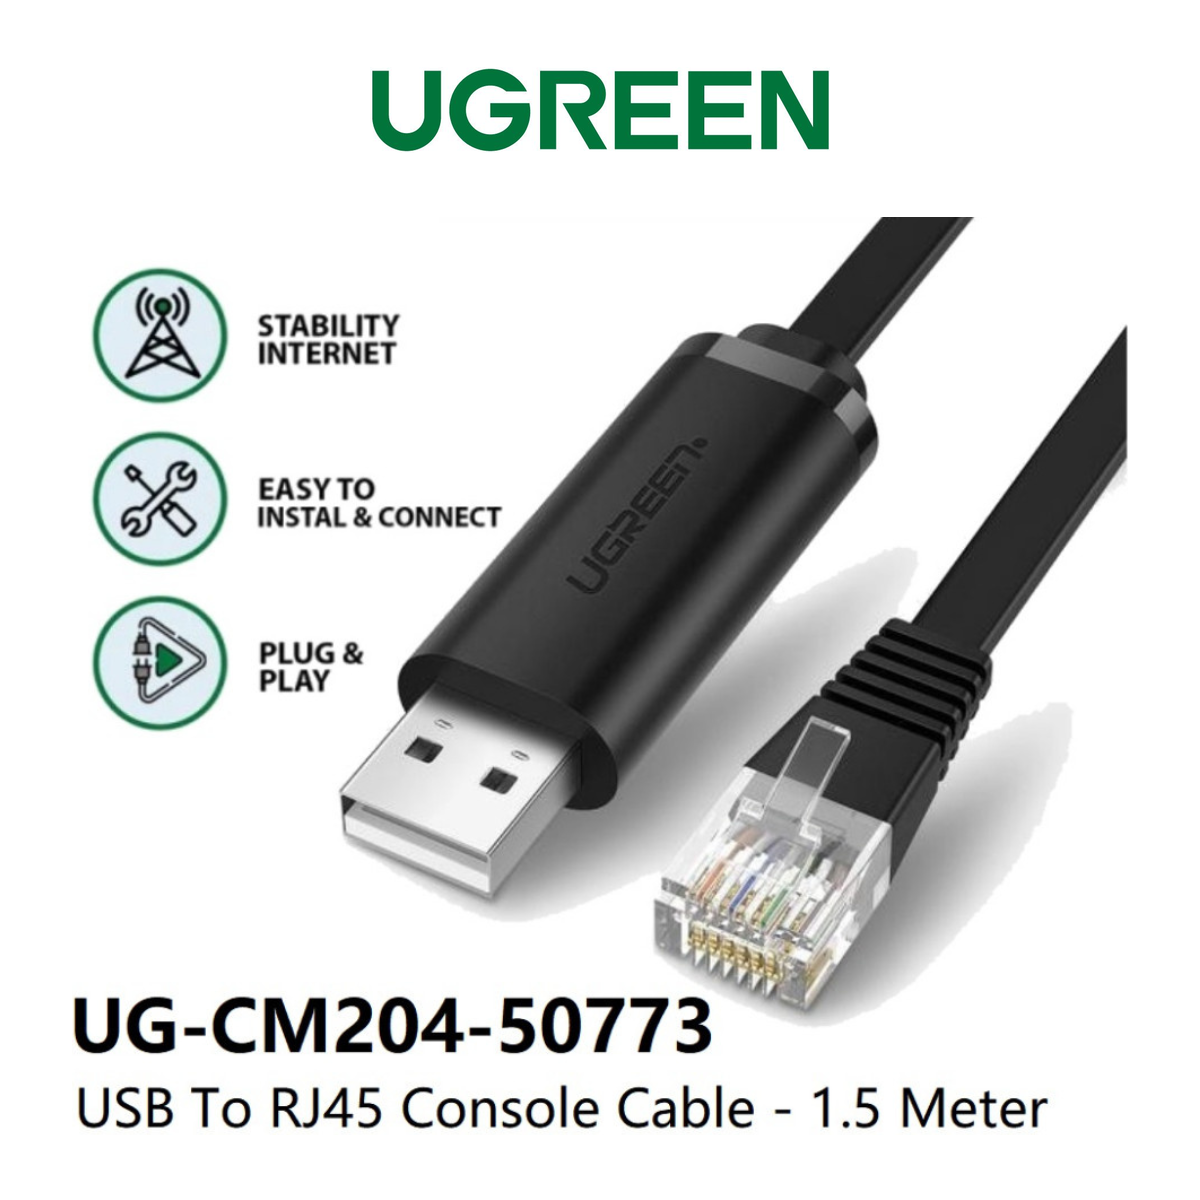 UGREEN
STABILITY
INTERNET
EASY TO
INSTAL & CONNECT
PLUG &
PLAY
UGREEN
UG-CM204-50773
USB To RJ45 Console Cable - 1.5 Meter